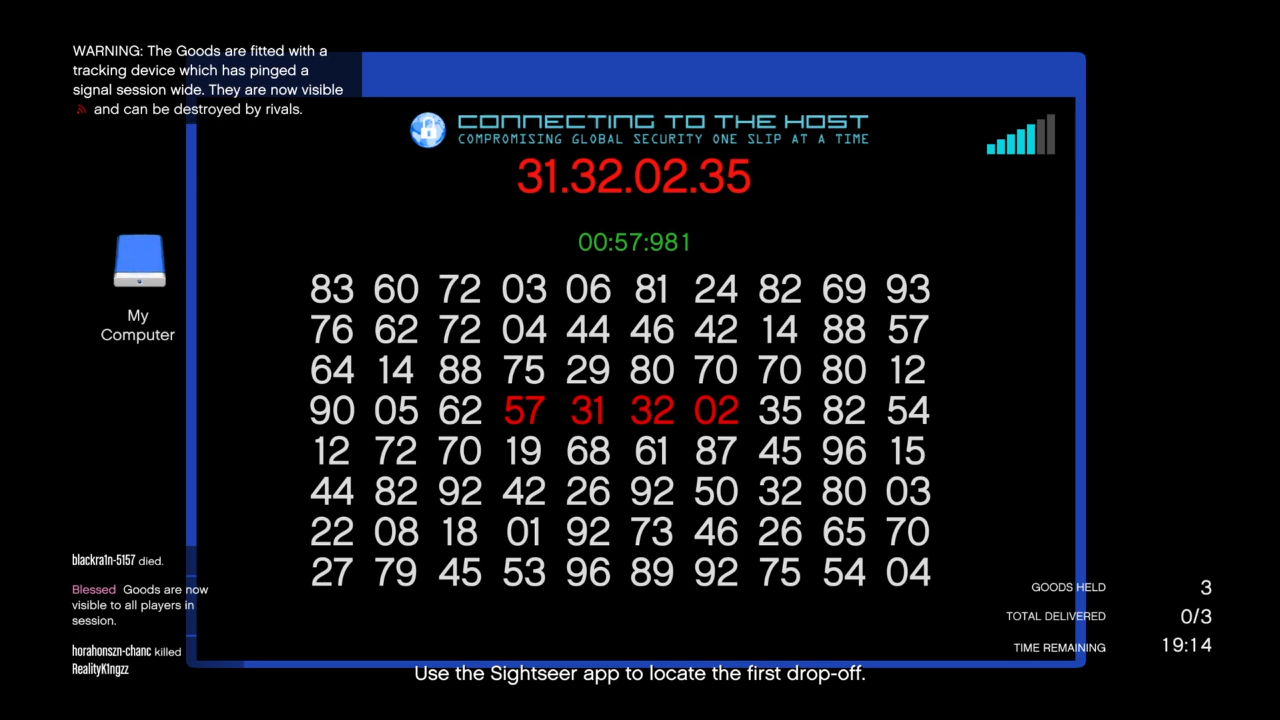 WARNING: The Goods are fitted with a
tracking device which has pinged a
signal session wide. They are now visible
and can be destroyed by rivals.
CONNECTING TO THE HOST
COMPROMISING GLOBAL SECURITY ONE SLIP AT A TIME
31.32.02.35
00:57:981
My
Computer
83 60 72 03 06 81 24 82 69 93
76 62 72 04 44 46 42 14 88 57
64 14 88 75 29 80 70 70 80 12
90 05 62 57 31 32 02 35 82 54
12 72 70 19 68 61 87 45 96 15
44 82 92 42 26 92 50 32 80 03
22 08 18 01 92 73 46 26 65 70
27 79 45 53 96 89 92 75 54 04
blackra1n-5157 died.
Blessed Goods are now
visible to all players in
session.
horahonszn-chanc killed
RealityK1ngzz
GOODS HELD 3
TOTAL DELIVERED 0/3
TIME REMAINING 19:14
Use the Sightseer app to locate the first drop-off.